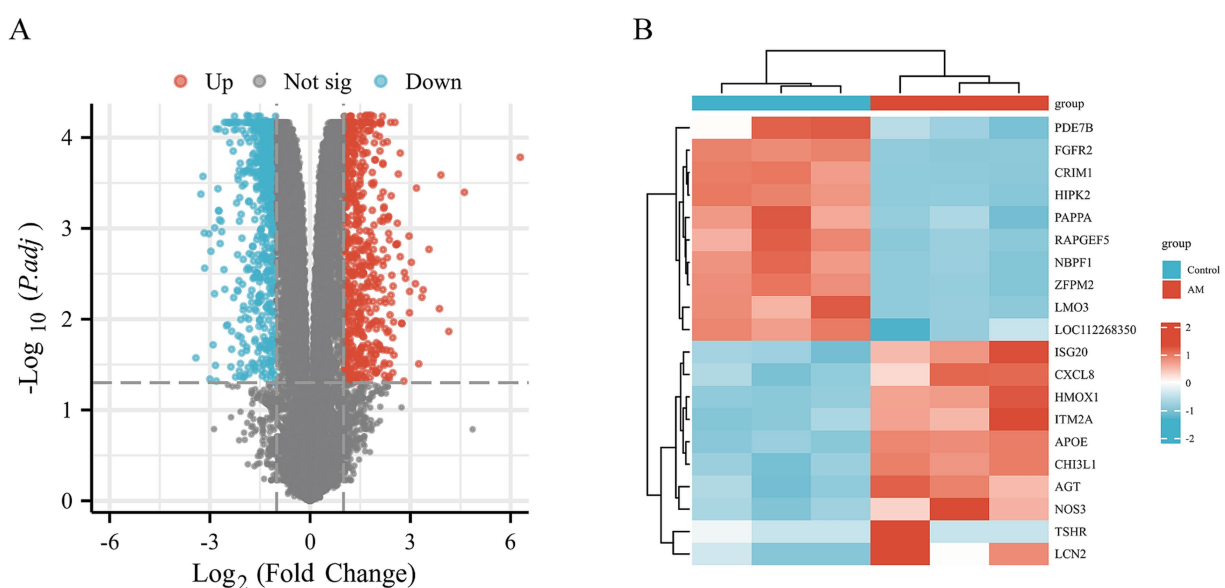 A
Up Not sig Down
4
3
2
1
0
-Log 10 (P.adj)
-6 -3 0 3 6
Log2 (Fold Change)
B
group
PDE7B
FGFR2
CRIM1
HIPK2
PAPPA
RAPGEF5
NBPF1
ZFPM2
LMO3
LOC112268350
ISG20
CXCL8
HMOX1
ITM2A
APOE
CHI3L1
AGT
NOS3
TSHR
LCN2
group
Control
AM
2
1
0
-1
-2